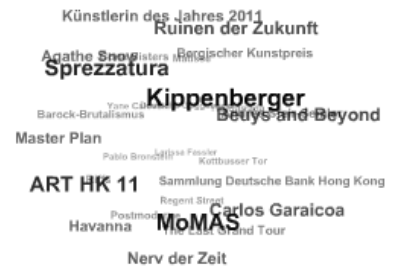 Künstlerin des Jahres 2011
Ruinen der Zukunft
Agathe Snow
Bergischer Kunstpreis
Sprezzatura
Kippenberger
Barock-Brutalismus
Beuys and Beyond
Master Plan
Larissa Fessler
Pablo Bronstein
Kottbusser Tor
ART HK 11
Sammlung Deutsche Bank Hong Kong
Regent Street
Carlos Garaicoa
Postmoderne
MoMAS
Havanna
The Last Grand Tour
Nerv der Zeit